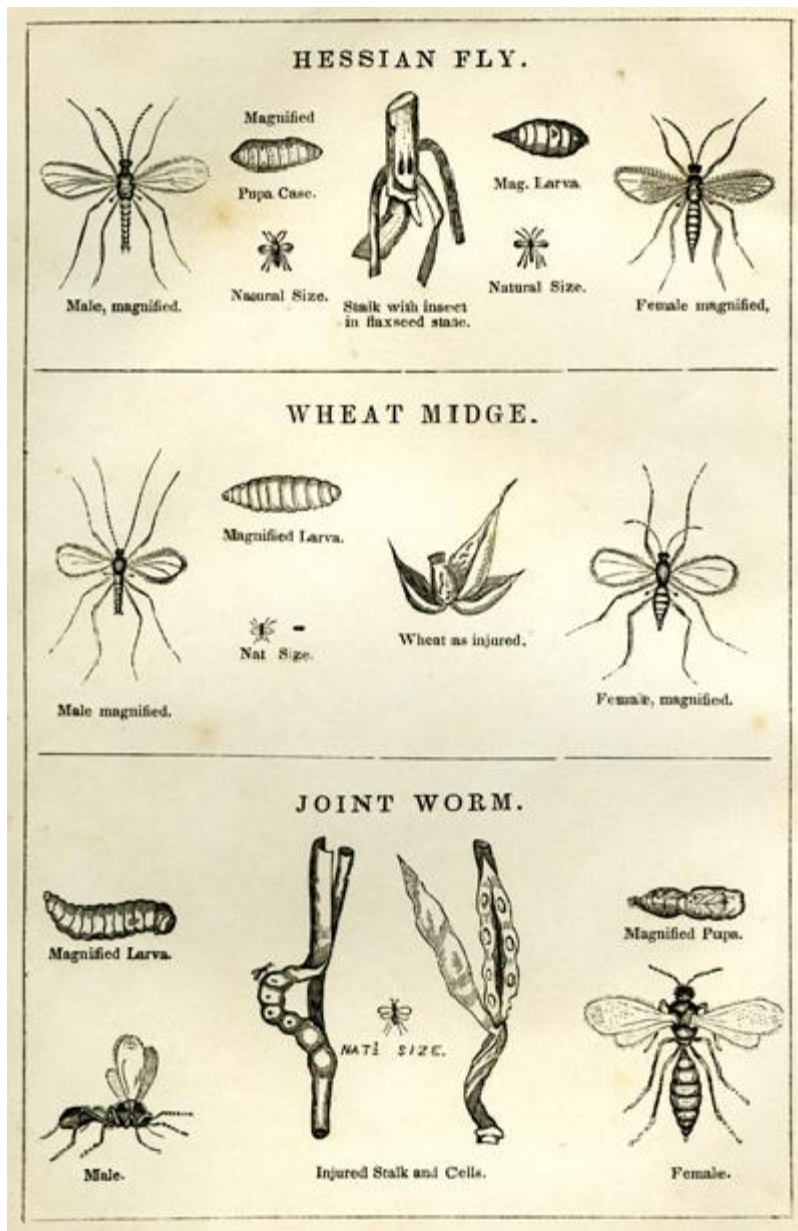 HESSIAN FLY.
Magnified
Pupa Case.
Mag. Larva.
Male, magnified.
Natural Size.
Stalk with insect
in flaxseed stage.
Natural Size.
Female magnified,
WHEAT MIDGE.
Magnified Larva.
Nat Size.
Wheat as injured.
Male magnified.
Female, magnified.
JOINT WORM.
Magnified Larva.
Magnified Pupa.
NATl SIZE.
Male.
Injured Stalk and Cells.
Female.